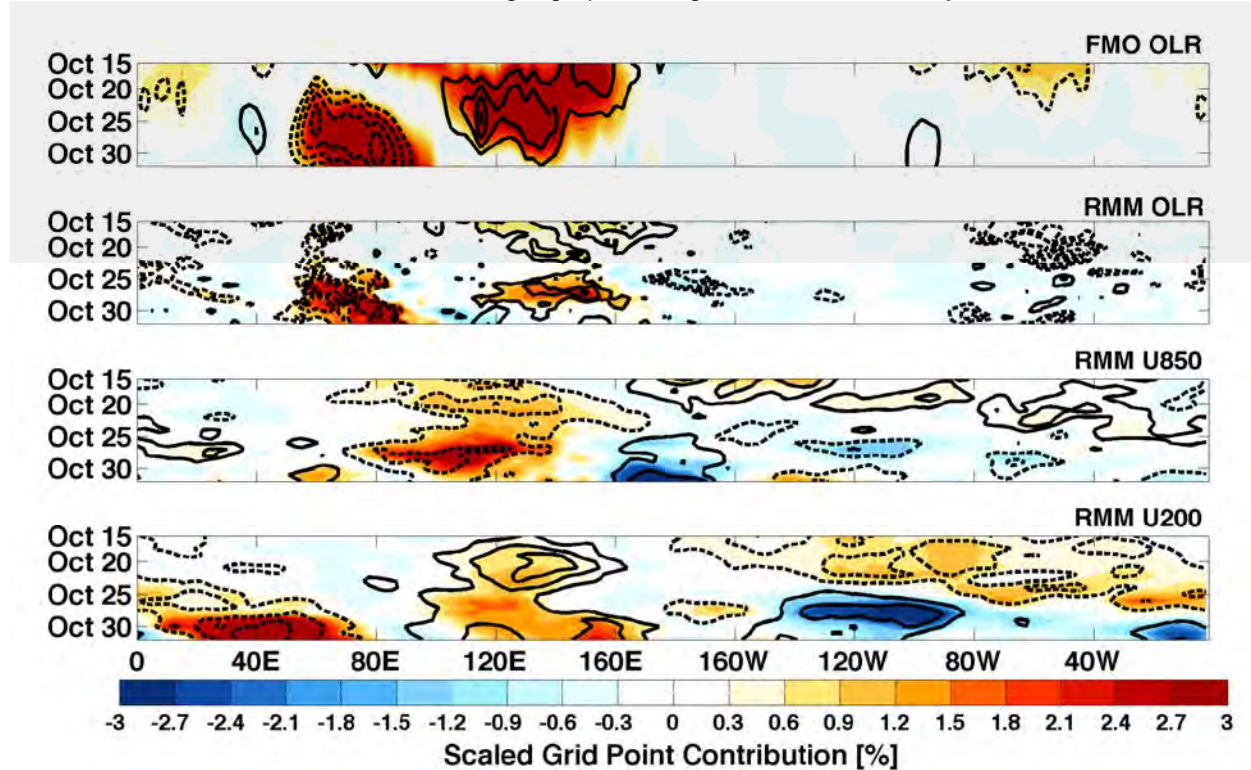 FMO OLR
Oct 15
Oct 20
Oct 25
Oct 30
RMM OLR
Oct 15
Oct 20
Oct 25
Oct 30
RMM U850
Oct 15
Oct 20
Oct 25
Oct 30
RMM U200
Oct 15
Oct 20
Oct 25
Oct 30
0 40E 80E 120E 160E 160W 120W 80W 40W
-3 -2.7 -2.4 -2.1 -1.8 -1.5 -1.2 -0.9 -0.6 -0.3 0 0.3 0.6 0.9 1.2 1.5 1.8 2.1 2.4 2.7 3
Scaled Grid Point Contribution [%]